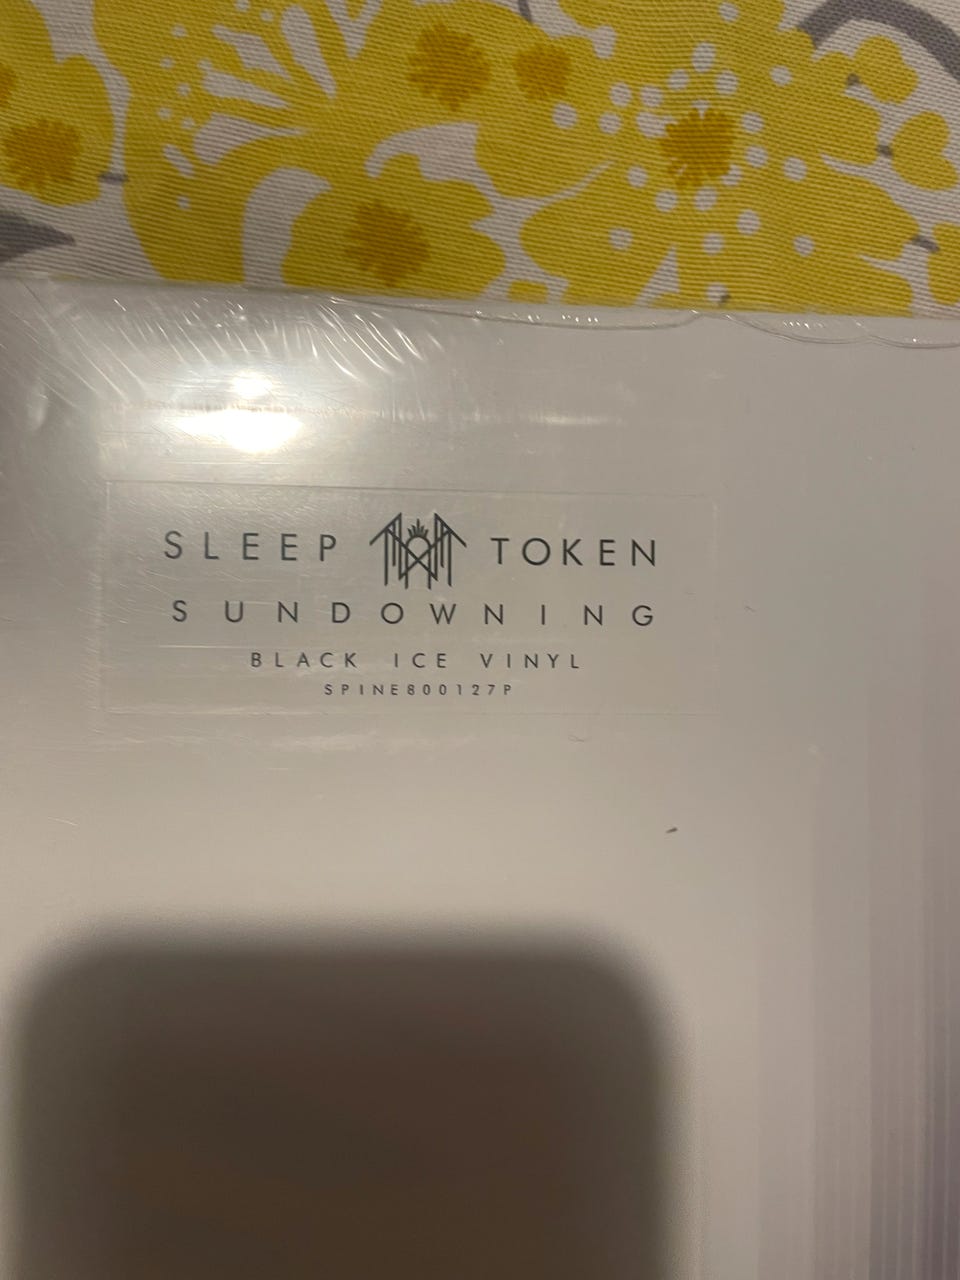 SLEEP TOKEN
SUNDOWNING
BLACK ICE VINYL
SPINE800127P